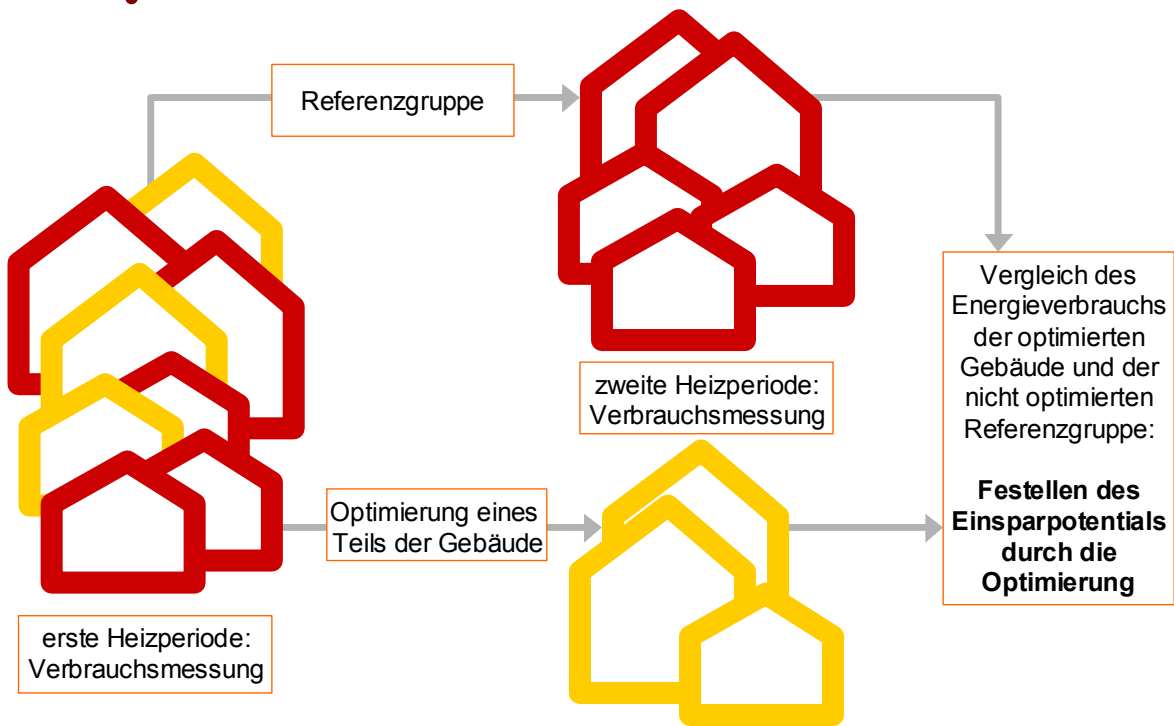 Referenzgruppe
zweite Heizperiode:
Verbrauchsmessung
Optimierung eines
Teils der Gebäude
erste Heizperiode:
Verbrauchsmessung
Vergleich des
Energieverbrauchs
der optimierten
Gebäude und der
nicht optimierten
Referenzgruppe:
Festellen des
Einsparpotentials
durch die
Optimierung